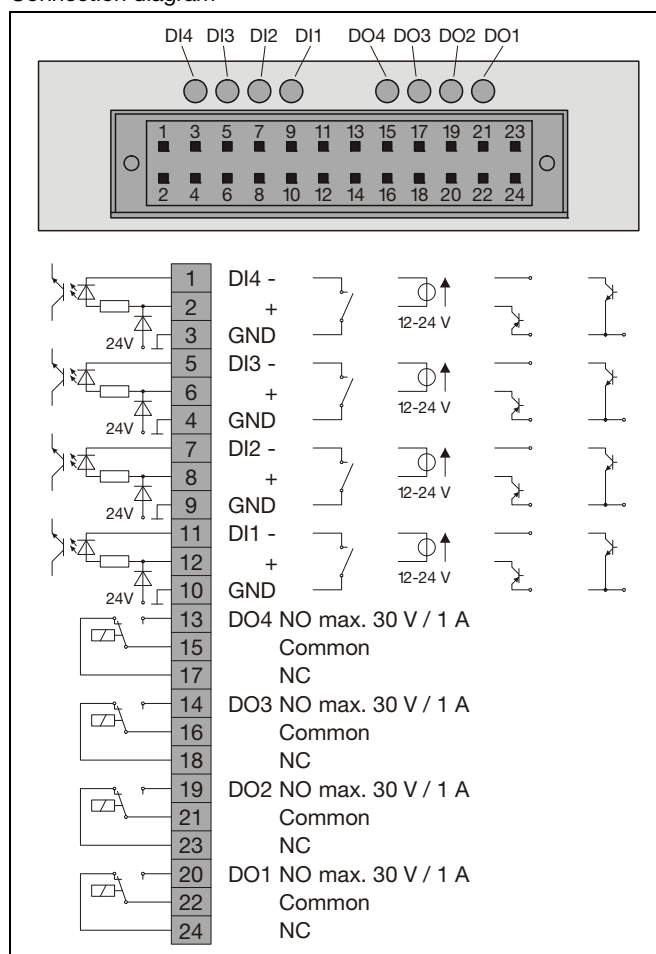 Connection diagram
DI4 DI3 DI2 DI1 DO4 DO3 DO2 DO1
1 3 5 7 9 11 13 15 17 19 21 23
2 4 6 8 10 12 14 16 18 20 22 24
1 DI4 -
2 +
12-24 V
24V 3 GND
5 DI3 -
6 +
12-24 V
24V 4 GND
7 DI2 -
8 +
12-24 V
24V 9 GND
11 DI1 -
12 +
12-24 V
24V 10 GND
13 DO4 NO max. 30 V / 1 A
15 Common
17 NC
14 DO3 NO max. 30 V / 1 A
16 Common
18 NC
19 DO2 NO max. 30 V / 1 A
21 Common
23 NC
20 DO1 NO max. 30 V / 1 A
22 Common
24 NC